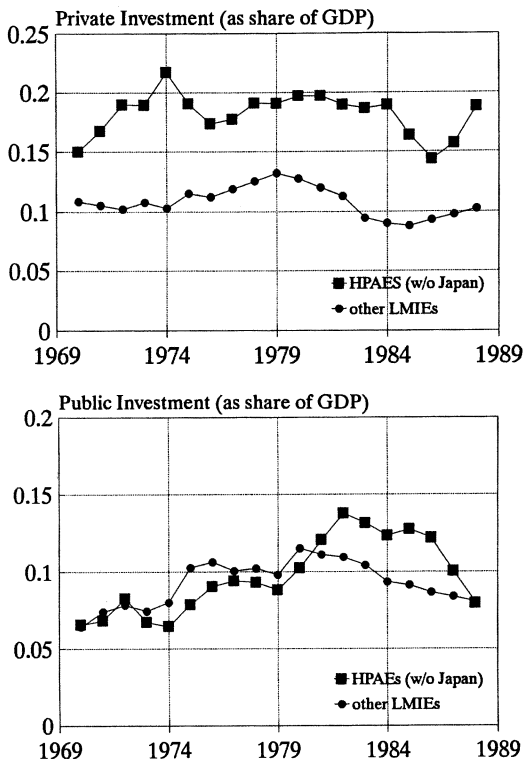 Private Investment (as share of GDP)
0.25
0.2
0.15
0.1
0.05
0
HPAES (w/o Japan)
other LMIEs
1969 1974 1979 1984 1989
Public Investment (as share of GDP)
0.2
0.15
0.1
0.05
0
HPAEs (w/o Japan)
other LMIEs
1969 1974 1979 1984 1989